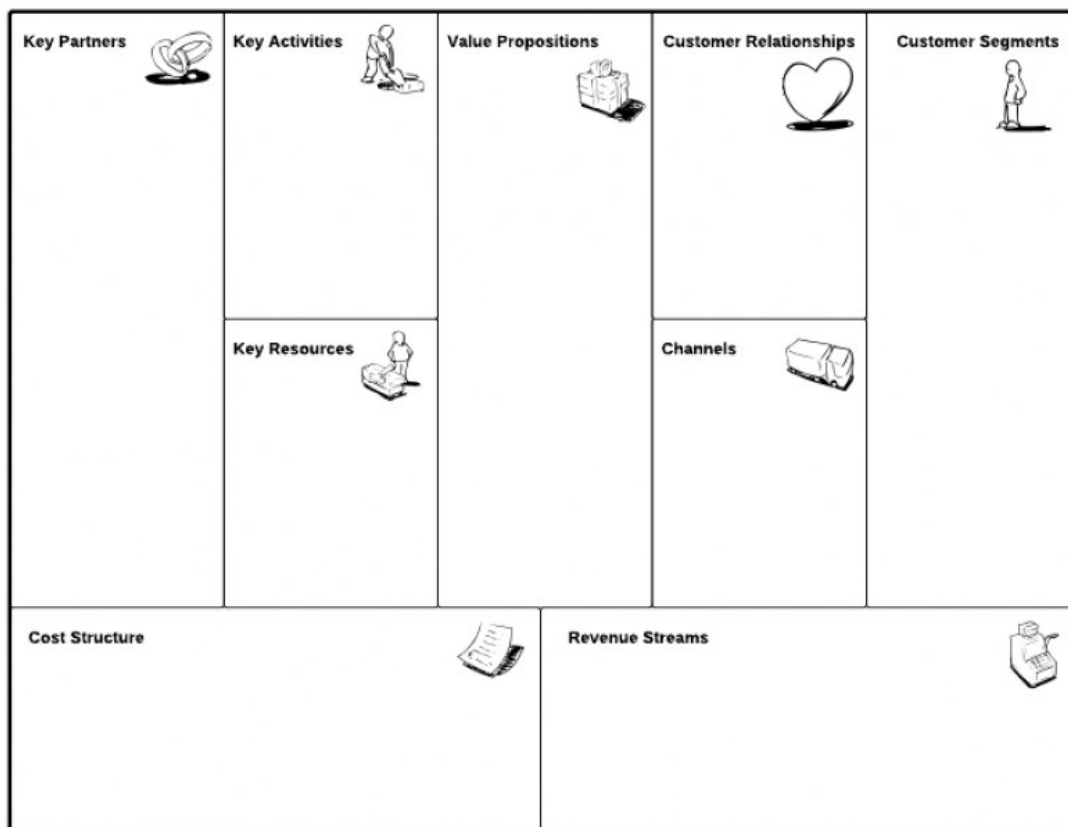 Key Partners
Key Activities
Value Propositions
Customer Relationships
Customer Segments
Key Resources
Channels
Cost Structure
Revenue Streams